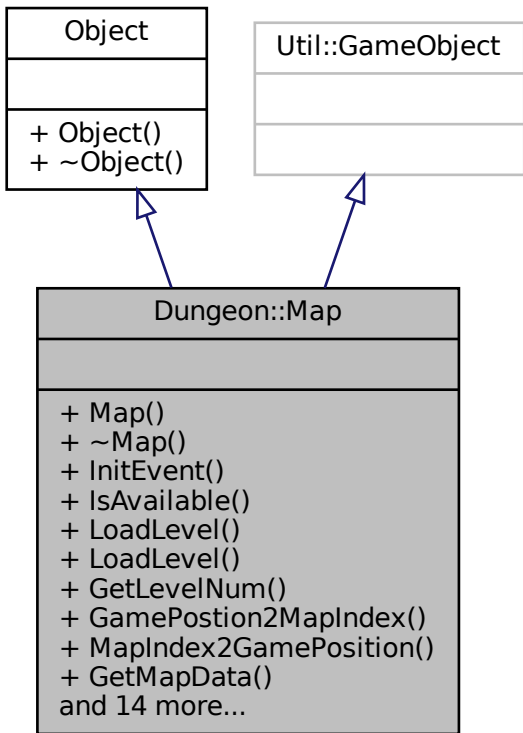 Object
+ Object()
+ ~Object()
Util::GameObject
Dungeon::Map
+ Map()
+ ~Map()
+ InitEvent()
+ IsAvailable()
+ LoadLevel()
+ LoadLevel()
+ GetLevelNum()
+ GamePostion2MapIndex()
+ MapIndex2GamePosition()
+ GetMapData()
and 14 more...